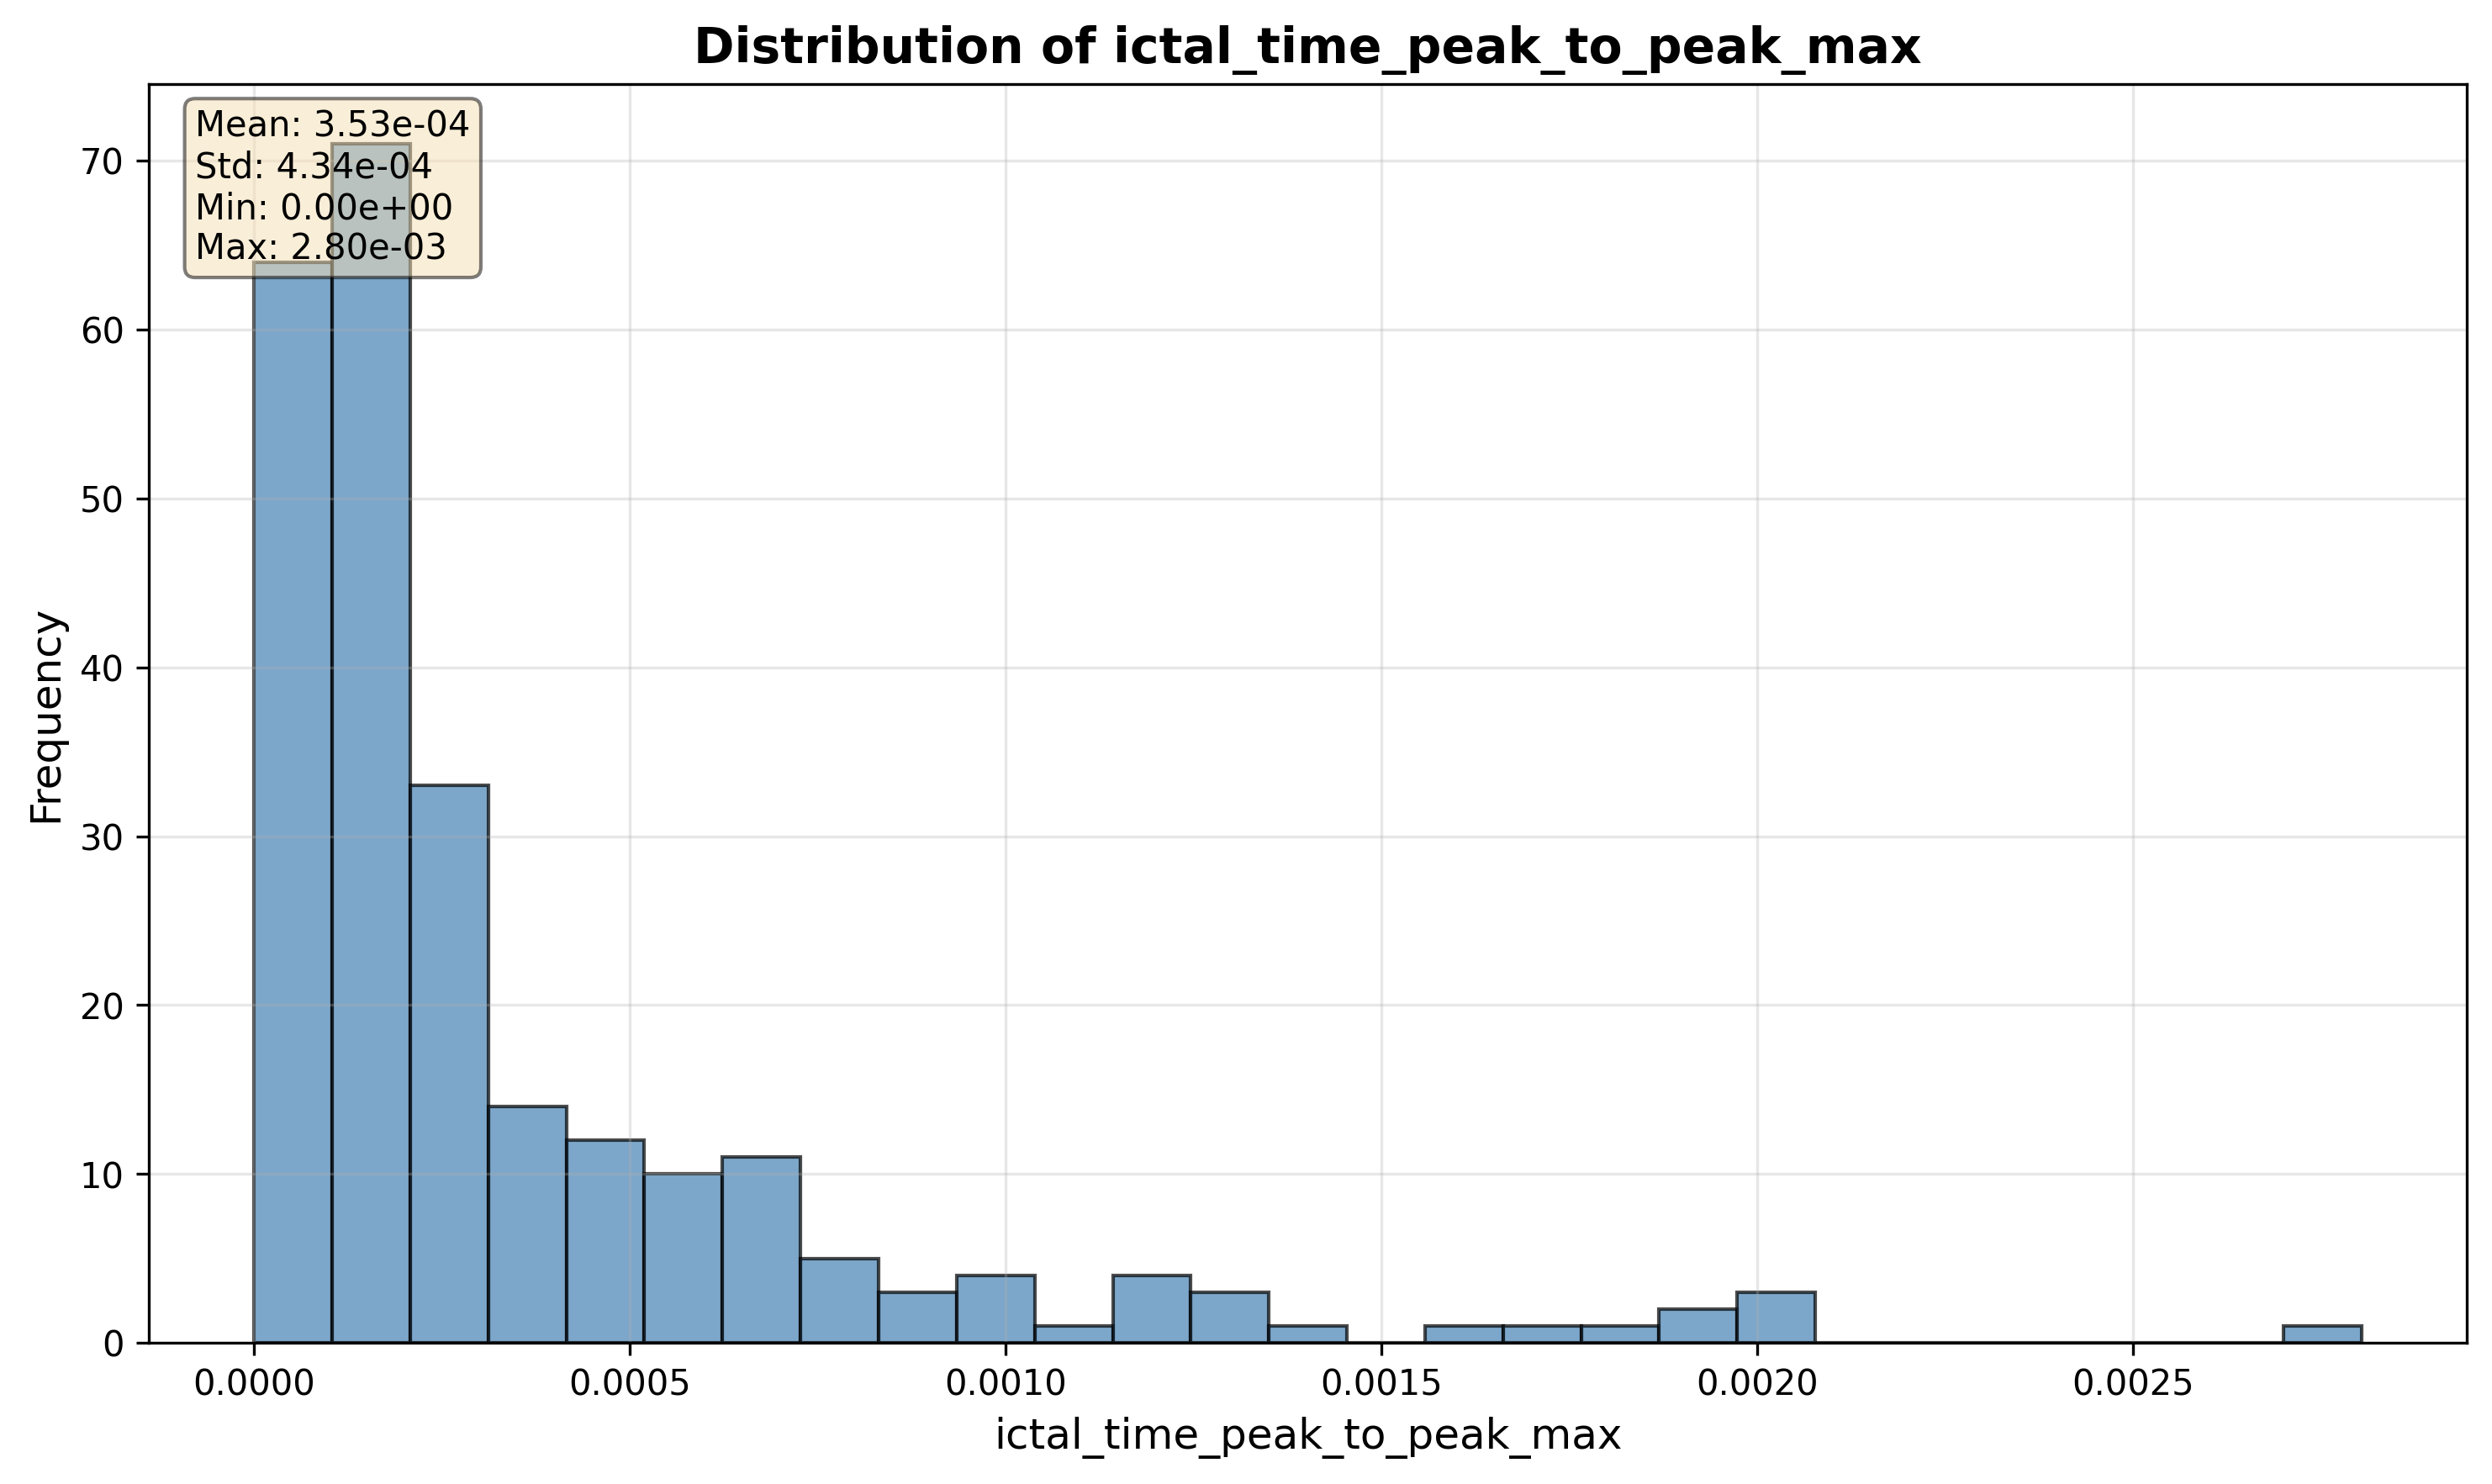 Distribution of ictal_time_peak_to_peak_max
Mean: 3.53e-04
Std: 4.34e-04
Min: 0.00e+00
Max: 2.80e-03
70
60
50
40
30
20
10
0
Frequency
0.0000 0.0005 0.0010 0.0015 0.0020 0.0025
ictal_time_peak_to_peak_max